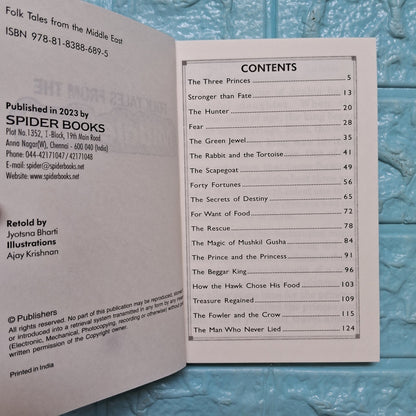 Folk Tales from the Middle East
ISBN 978-81-8388-689-5
Published in 2023 by
SPIDER BOOKS
Plot No.1352, I-Block, 19th Main Road
Anna Nagar(W), Chennai - 600 040 (India)
Phone: 044-42171047 / 42171048
E.mail: spider@spiderbooks.net
Website: www.spiderbooks.net
Retold by
Jyotsna Bharti
Illustrations
Ajay Krishnan
© Publishers
All rights reserved. No part of this publication may be reproduced, stored
or introduced into a retrieval system transmitted in any form by any means
(Electronic, Mechanical, Photocopying, recording or otherwise) without
written permission of the Copyright owner.
Printed in India
CONTENTS
The Three Princes 5
Stronger than Fate 13
The Hunter 20
Fear 28
The Green Jewel 35
The Rabbit and the Tortoise 41
The Scapegoat 49
Forty Fortunes 56
The Secrets of Destiny 65
For Want of Food 72
The Rescue 78
The Magic of Mushkil Gusha 84
The Prince and the Princess 91
The Beggar King 96
How the Hawk Chose His Food 103
Treasure Regained 109
The Fowler and the Crow 115
The Man Who Never Lied 124